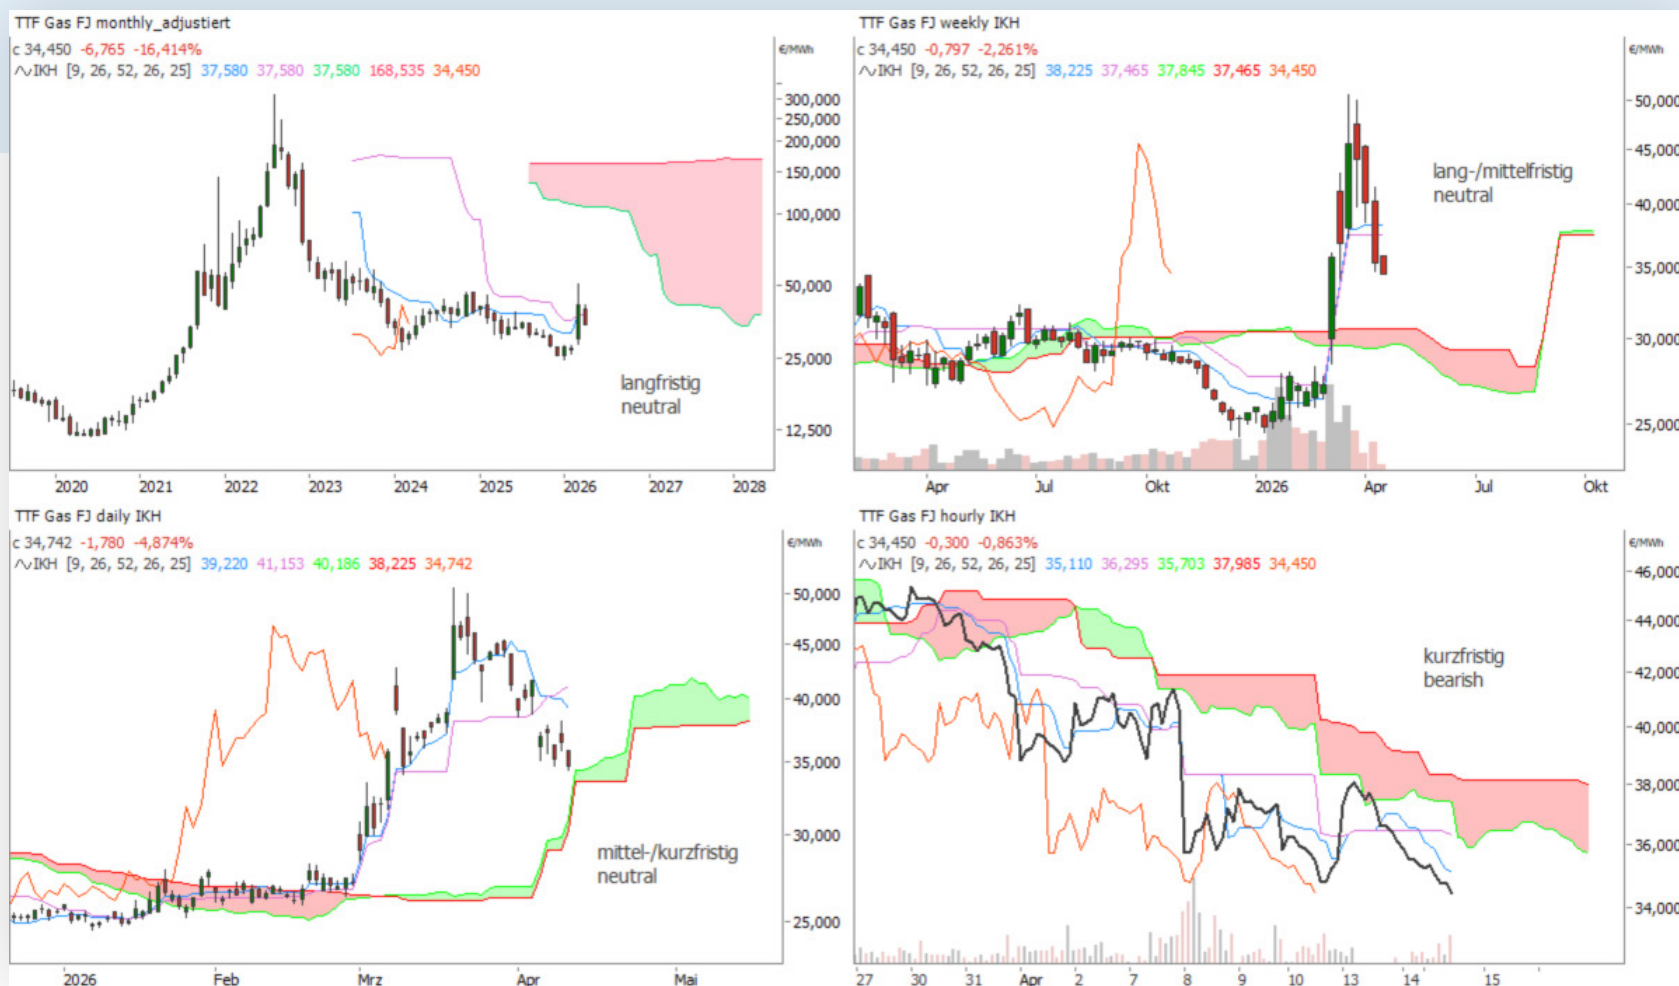 TTF Gas FJ monthly_adjustiert
c 34,450 -6,765 -16,414%
IKH [9, 26, 52, 26, 25] 37,580 37,580 37,580 168,535 34,450
€/MWh
300,000
250,000
200,000
150,000
100,000
50,000
25,000
12,500
langfristig
neutral
2020 2021 2022 2023 2024 2025 2026 2027 2028
TTF Gas FJ weekly IKH
c 34,450 -0,797 -2,261%
IKH [9, 26, 52, 26, 25] 38,225 37,465 37,845 37,465 34,450
€/MWh
50,000
45,000
40,000
35,000
30,000
25,000
lang-/mittelfristig
neutral
Apr Jul Okt 2026 Apr Jul Okt
TTF Gas FJ daily IKH
c 34,742 -1,780 -4,874%
IKH [9, 26, 52, 26, 25] 39,220 41,153 40,186 38,225 34,742
€/MWh
50,000
45,000
40,000
35,000
30,000
25,000
mittel-/kurzfristig
neutral
2026 Feb Mrz Apr Mai
TTF Gas FJ hourly IKH
c 34,450 -0,300 -0,863%
IKH [9, 26, 52, 26, 25] 35,110 36,295 35,703 37,985 34,450
€/MWh
46,000
44,000
42,000
40,000
38,000
36,000
34,000
kurzfristig
bearish
27 30 31 Apr 2 7 8 9 10 13 14 15